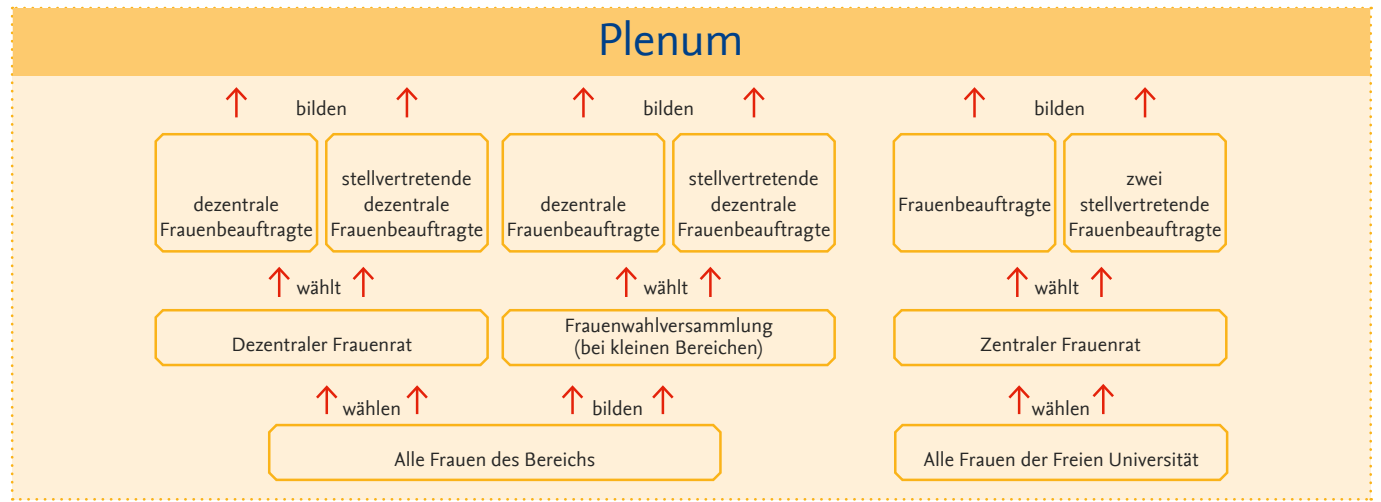 Plenum
bilden
bilden
bilden
dezentrale
Frauenbeauftragte
stellvertretende
dezentrale
Frauenbeauftragte
dezentrale
Frauenbeauftragte
stellvertretende
dezentrale
Frauenbeauftragte
Frauenbeauftragte
zwei
stellvertretende
Frauenbeauftragte
wählt
wählt
wählt
Dezentraler Frauenrat
Frauenwahlversammlung
(bei kleinen Bereichen)
Zentraler Frauenrat
wählen
bilden
wählen
Alle Frauen des Bereichs
Alle Frauen der Freien Universität